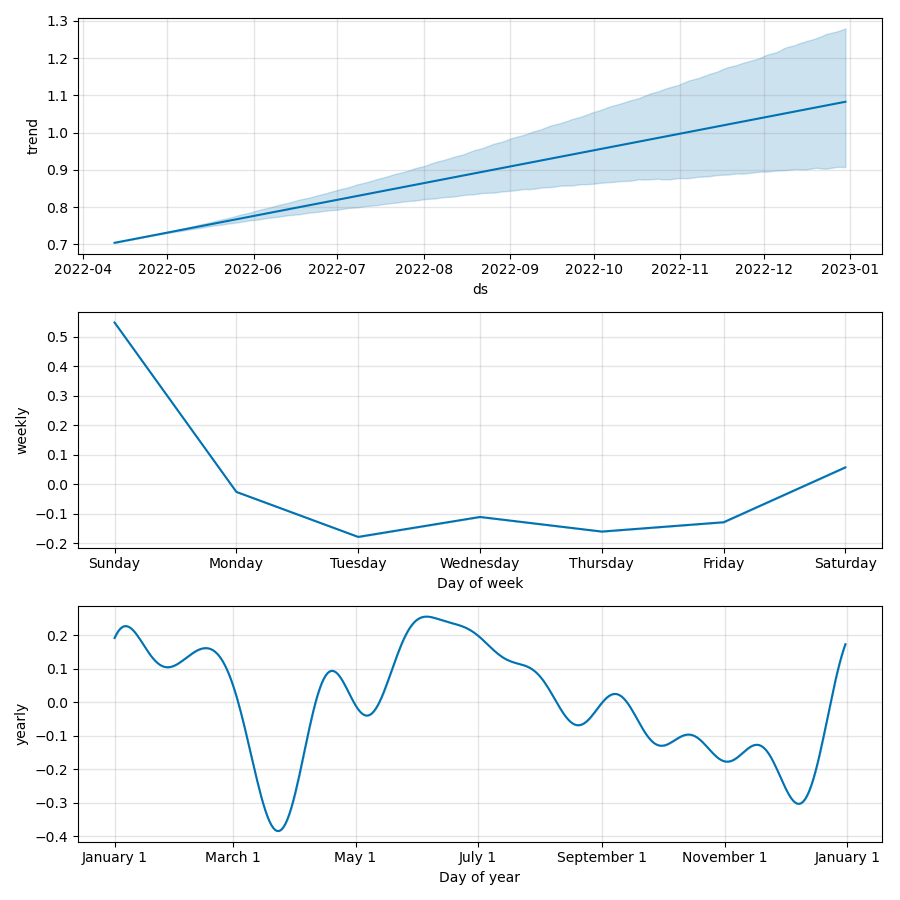 1.3
1.2
1.1
1.0
0.9
0.8
0.7
trend
2022-04 2022-05 2022-06 2022-07 2022-08 2022-09 2022-10 2022-11 2022-12 2023-01
ds
0.5
0.4
0.3
0.2
0.1
0.0
−0.1
−0.2
weekly
Sunday Monday Tuesday Wednesday Thursday Friday Saturday
Day of week
0.2
0.1
0.0
−0.1
−0.2
−0.3
−0.4
yearly
January 1 March 1 May 1 July 1 September 1 November 1 January 1
Day of year